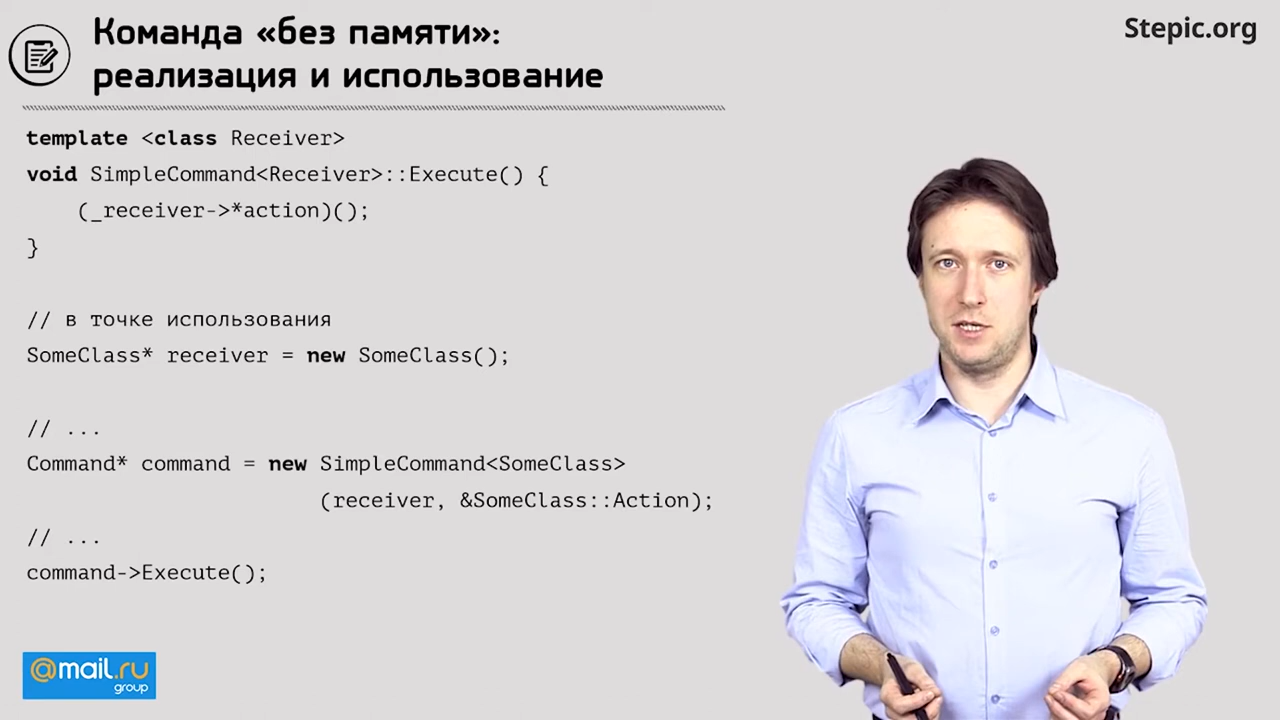 Команда «без памяти»:
реализация и использование
Stepic.org
template <class Receiver>
void SimpleCommand<Receiver>::Execute() {
    (_receiver->*action)();
}
// в точке использования
SomeClass* receiver = new SomeClass();
// ...
Command* command = new SimpleCommand<SomeClass>
                       (receiver, &SomeClass::Action);
// ...
command->Execute();
@mail.ru
group